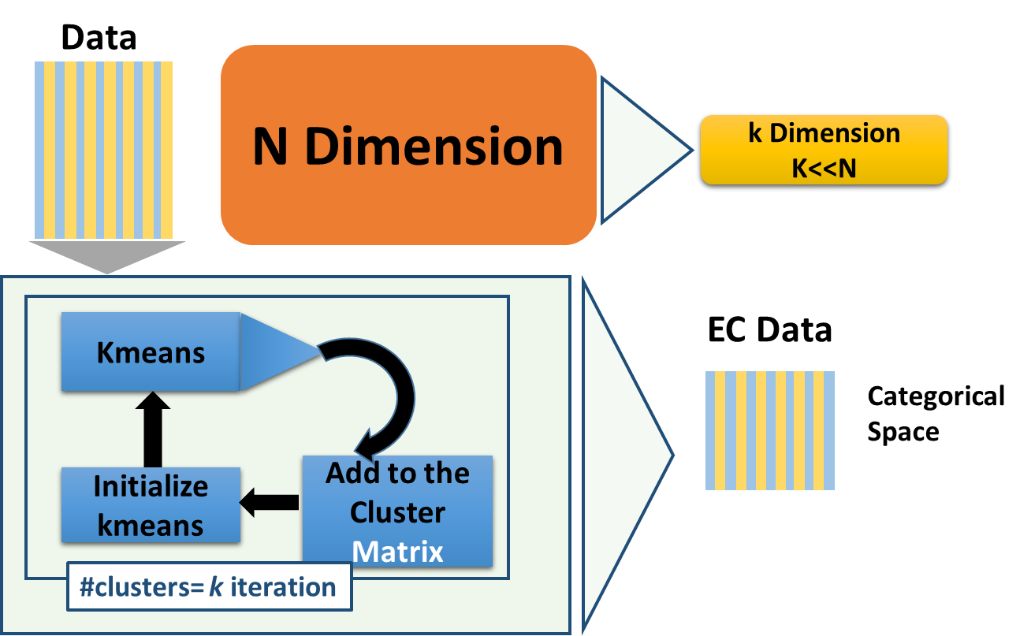 Data
N Dimension
k Dimension
K<<N
Kmeans
Initialize
kmeans
Add to the
Cluster
Matrix
#clusters= k iteration
EC Data
Categorical
Space